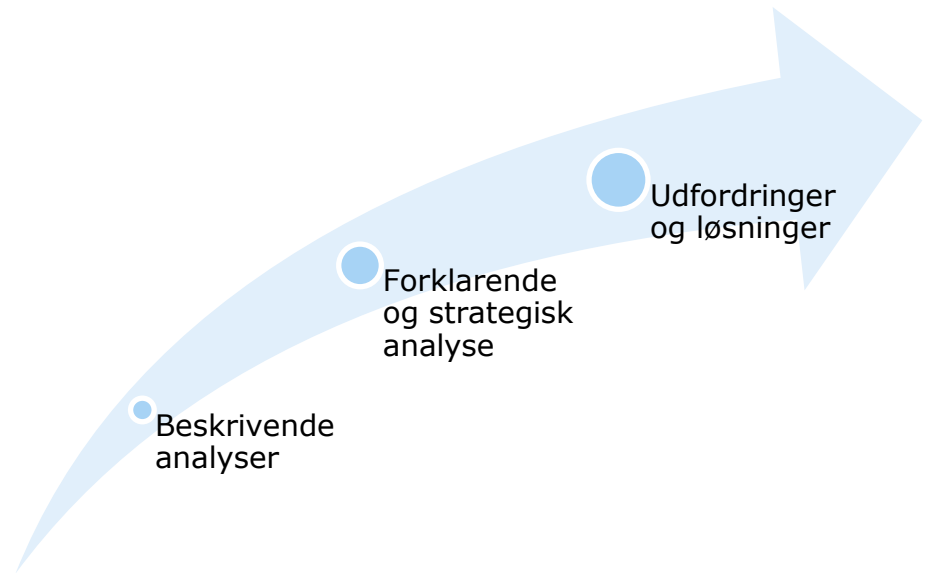 Udfordringer
og løsninger
Forklarende
og strategisk
analyse
Beskrivende
analyser